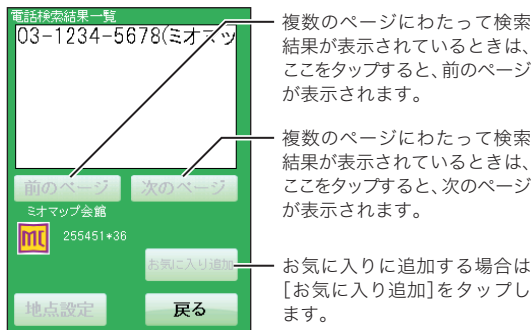 電話検索結果一覧
03-1234-5678(ミオマッ
前のページ
次のページ
ミオマップ会館
255451*36
お気に入り追加
地点設定
戻る
複数のページにわたって検索
結果が表示されているときは、
ここをタップすると、前のページ
が表示されます。
複数のページにわたって検索
結果が表示されているときは、
ここをタップすると、次のページ
が表示されます。
お気に入りに追加する場合は
[お気に入り追加]をタップし
ます。